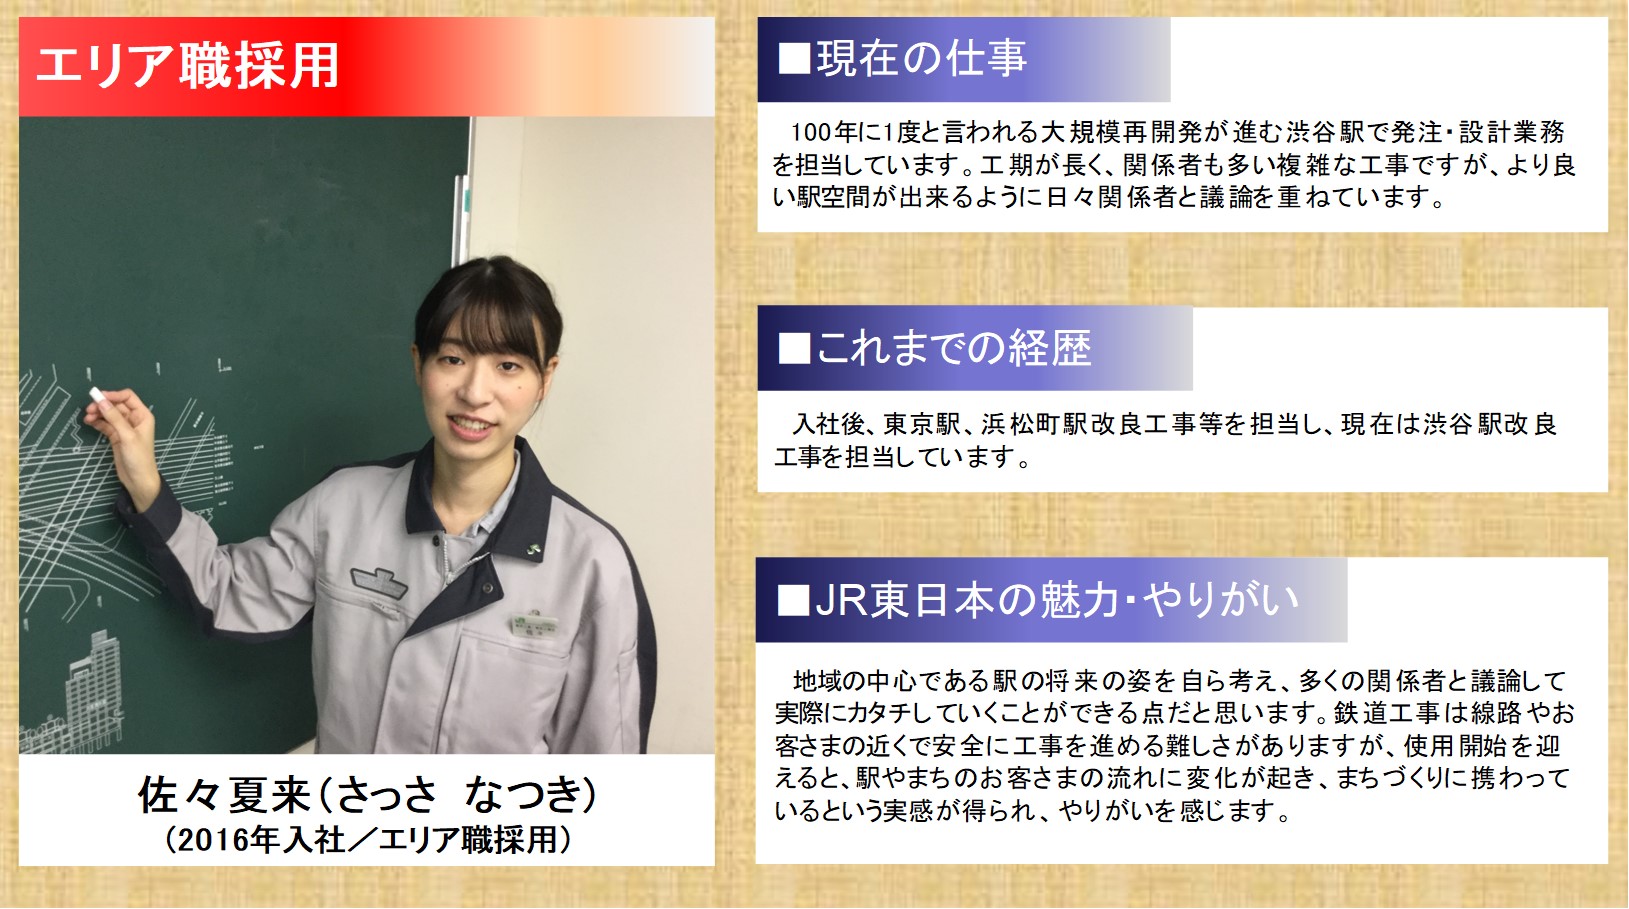 エリア職採用
佐々夏来(さっさ　なつき)
(2016年入社／エリア職採用)
■現在の仕事
100年に1度と言われる大規模再開発が進む渋谷駅で発注・設計業務
を担当しています。工期が長く、関係者も多い複雑な工事ですが、より良
い駅空間が出来るように日々関係者と議論を重ねています。
■これまでの経歴
入社後、東京駅、浜松町駅改良工事等を担当し、現在は渋谷駅改良
工事を担当しています。
■JR東日本の魅力・やりがい
地域の中心である駅の将来の姿を自ら考え、多くの関係者と議論して
実際にカタチしていくことができる点だと思います。鉄道工事は線路やお
客さまの近くで安全に工事を進める難しさがありますが、使用開始を迎
えると、駅やまちのお客さまの流れに変化が起き、まちづくりに携わって
いるという実感が得られ、やりがいを感じます。